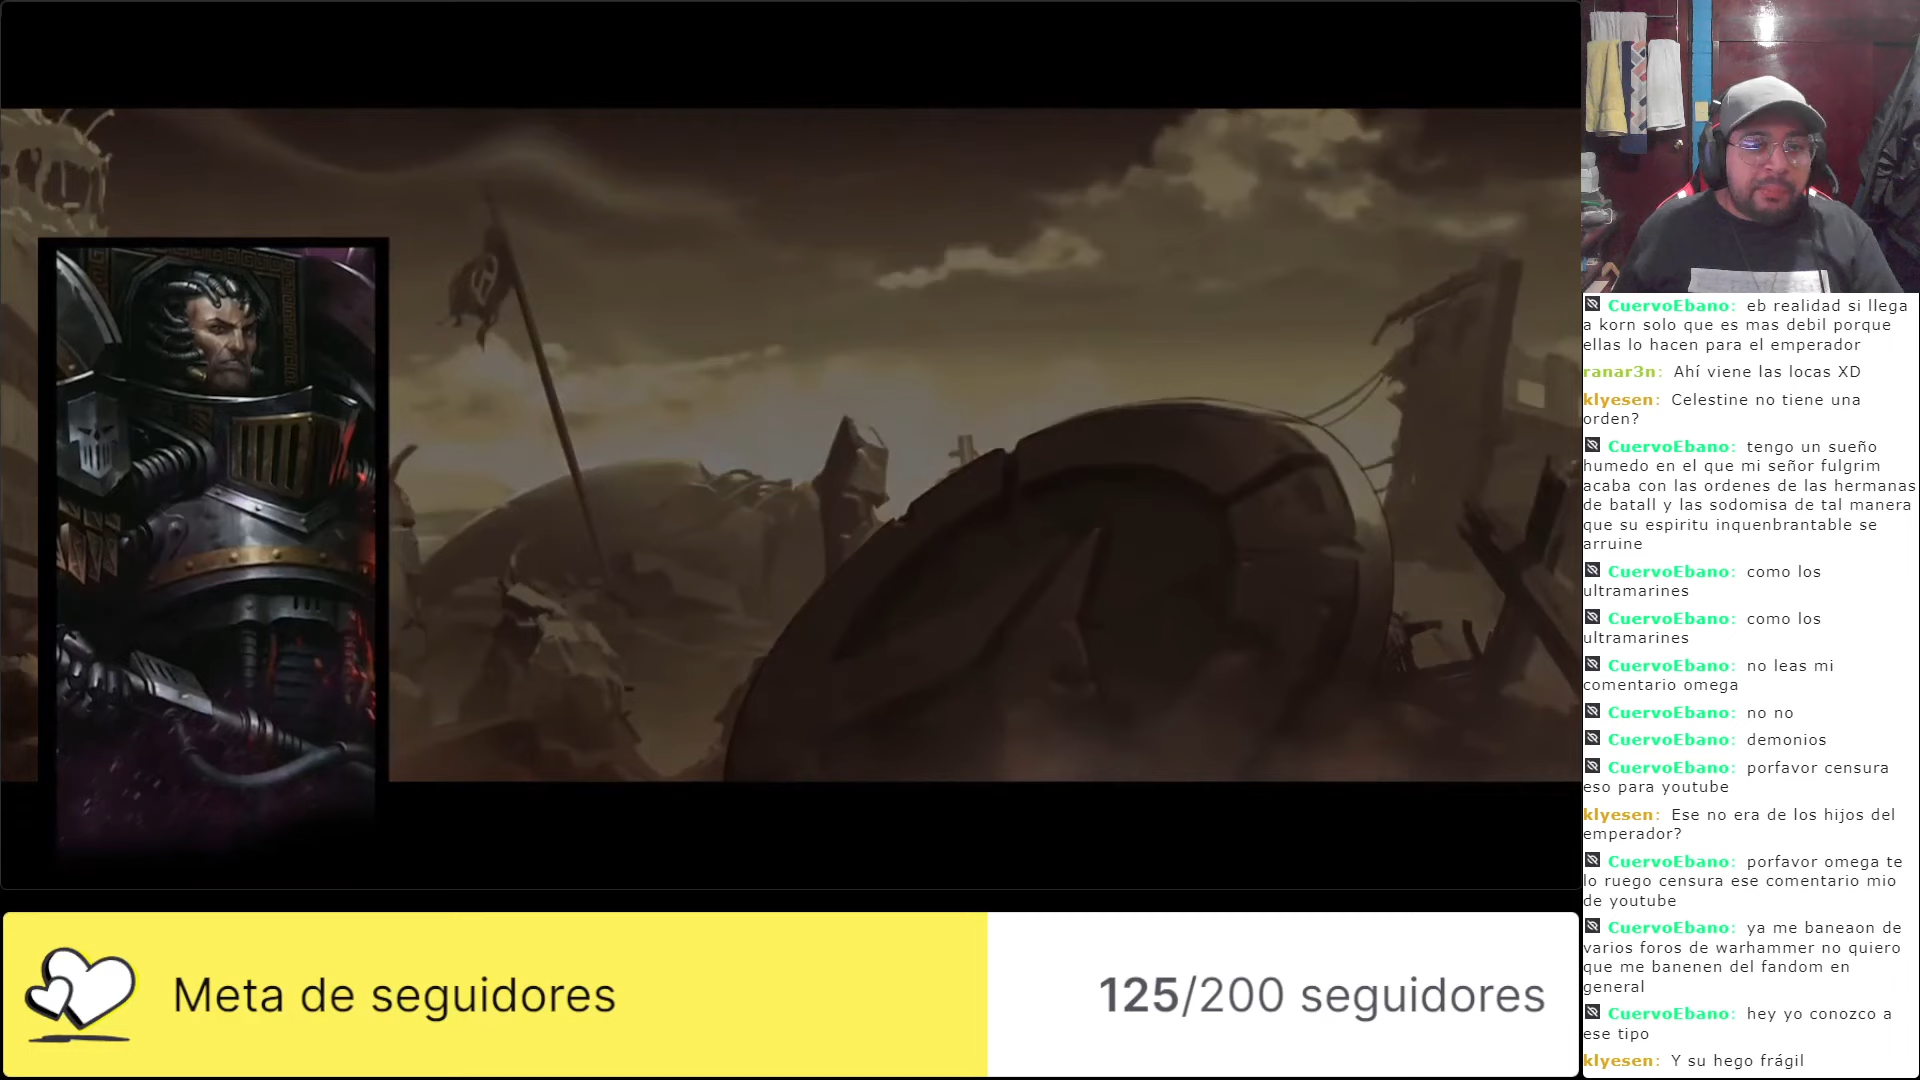 CuervoEbano: eb realidad si llega
a korn solo que es mas debil porque
ellas lo hacen para el emperador
ranar3n: Ahí viene las locas XD
klyesen: Celestine no tiene una
orden?
CuervoEbano: tengo un sueño
humedo en el que mi señor fulgrim
acaba con las ordenes de las hermanas
de batall y las sodomisa de tal manera
que su espiritu inquenbrantable se
arruine
CuervoEbano: como los
ultramarines
CuervoEbano: como los
ultramarines
CuervoEbano: no leas mi
comentario omega
CuervoEbano: no no
CuervoEbano: demonios
CuervoEbano: porfavor censura
eso para youtube
klyesen: Ese no era de los hijos del
emperador?
CuervoEbano: porfavor omega te
lo ruego censura ese comentario mio
de youtube
CuervoEbano: ya me baneaon de
varios foros de warhammer no quiero
que me banenen del fandom en
general
CuervoEbano: hey yo conozco a
ese tipo
klyesen: Y su hego frágil
Meta de seguidores
125/200 seguidores